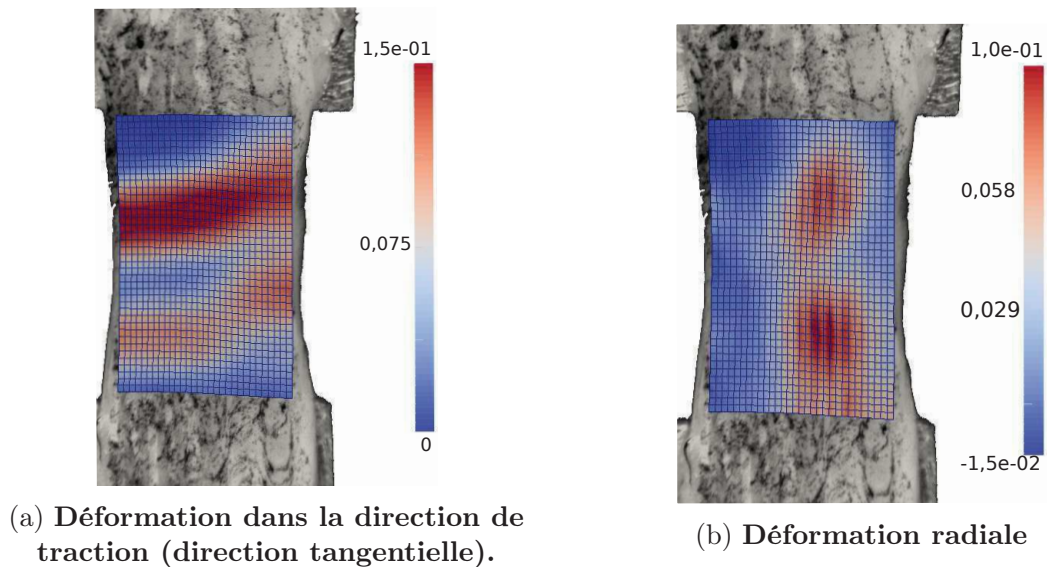 1,5e-01
0,075
0
(a) Déformation dans la direction de
traction (direction tangentielle).
1,0e-01
0,058
0,029
-1,5e-02
(b) Déformation radiale